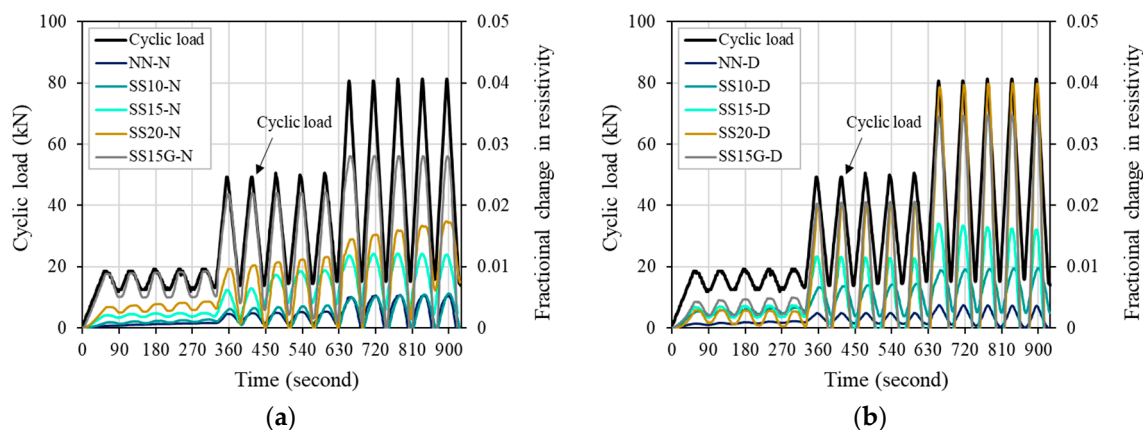 100
80
60
40
20
0
Cyclic load (kN)
Cyclic load
NN-N
SS10-N
SS15-N
SS20-N
SS15G-N
Cyclic load
0.05
0.04
0.03
0.02
0.01
0
Fractioinal change in resistivity
0 90 180 270 360 450 540 630 720 810 900
Time (second)
(a)
100
80
60
40
20
0
Cyclic load (kN)
Cyclic load
NN-D
SS10-D
SS15-D
SS20-D
SS15G-D
Cyclic load
0.05
0.04
0.03
0.02
0.01
0
Fractioinal change in resistivity
0 90 180 270 360 450 540 630 720 810 900
Time (second)
(b)